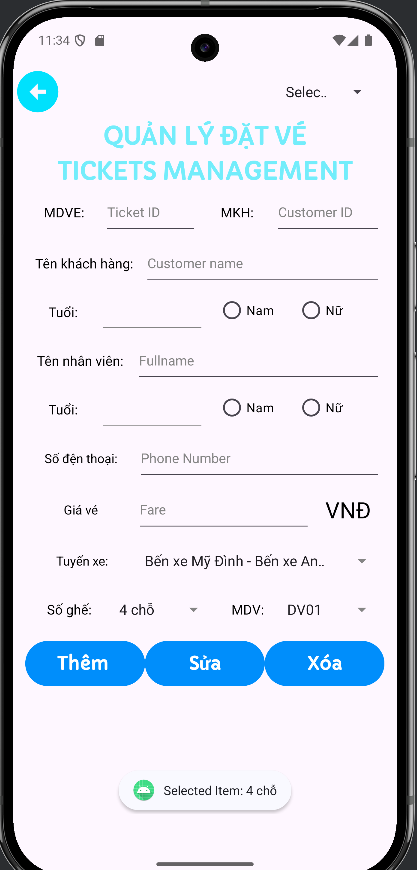 11:34
Selec..
QUẢN LÝ ĐẶT VÉ
TICKETS MANAGEMENT
MDVE: Ticket ID MKH: Customer ID
Tên khách hàng: Customer name
Tuổi: Nam Nữ
Tên nhân viên: Fullname
Tuổi: Nam Nữ
Số đện thoại: Phone Number
Giá vé Fare VNĐ
Tuyến xe: Bến xe Mỹ Đình - Bến xe An..
Số ghế: 4 chỗ MDV: DV01
Thêm Sửa Xóa
Selected Item: 4 chỗ